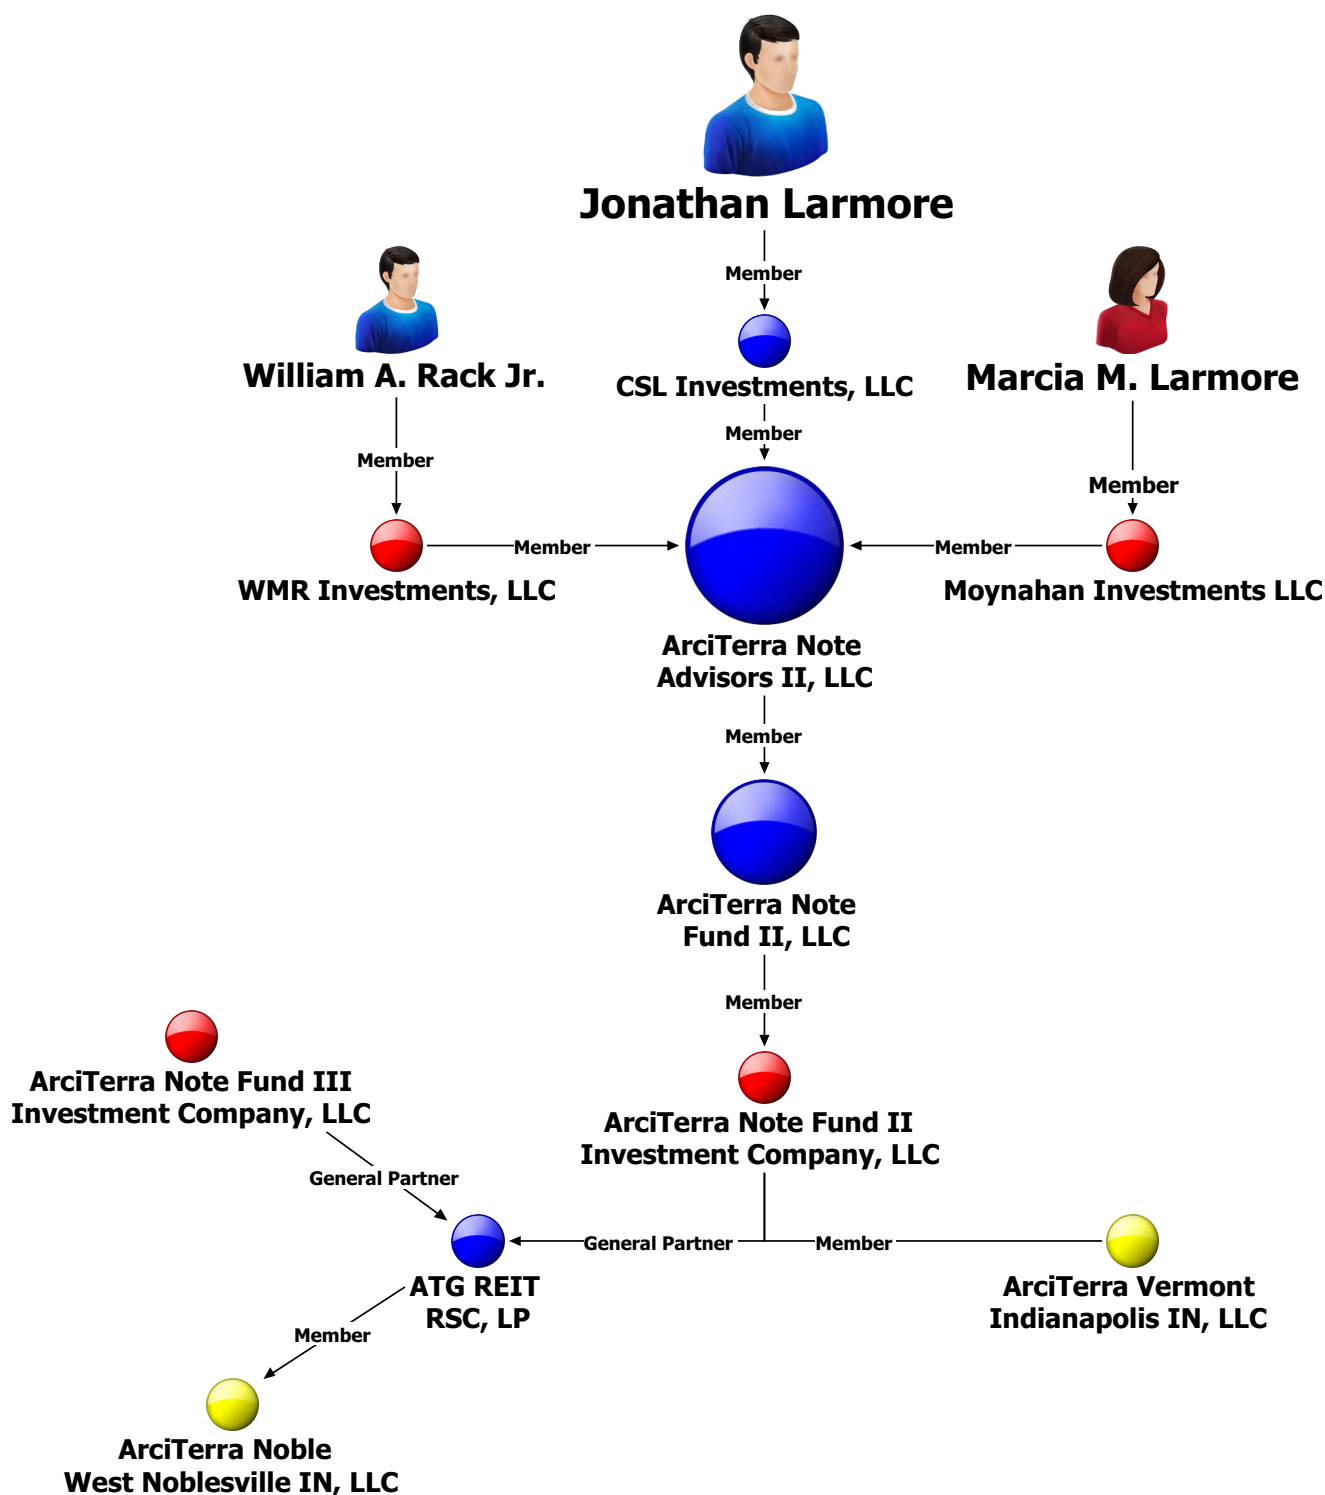 Jonathan Larmore
Member
William A. Rack Jr.
CSL Investments, LLC
Marcia M. Larmore
Member
Member
Member
WMR Investments, LLC
Member
Member
Moynahan Investments LLC
ArciTerra Note
Advisors II, LLC
Member
ArciTerra Note
Fund II, LLC
Member
ArciTerra Note Fund III
Investment Company, LLC
ArciTerra Note Fund II
Investment Company, LLC
General Partner
General Partner
Member
ATG REIT
RSC, LP
ArciTerra Vermont
Indianapolis IN, LLC
Member
ArciTerra Noble
West Noblesville IN, LLC